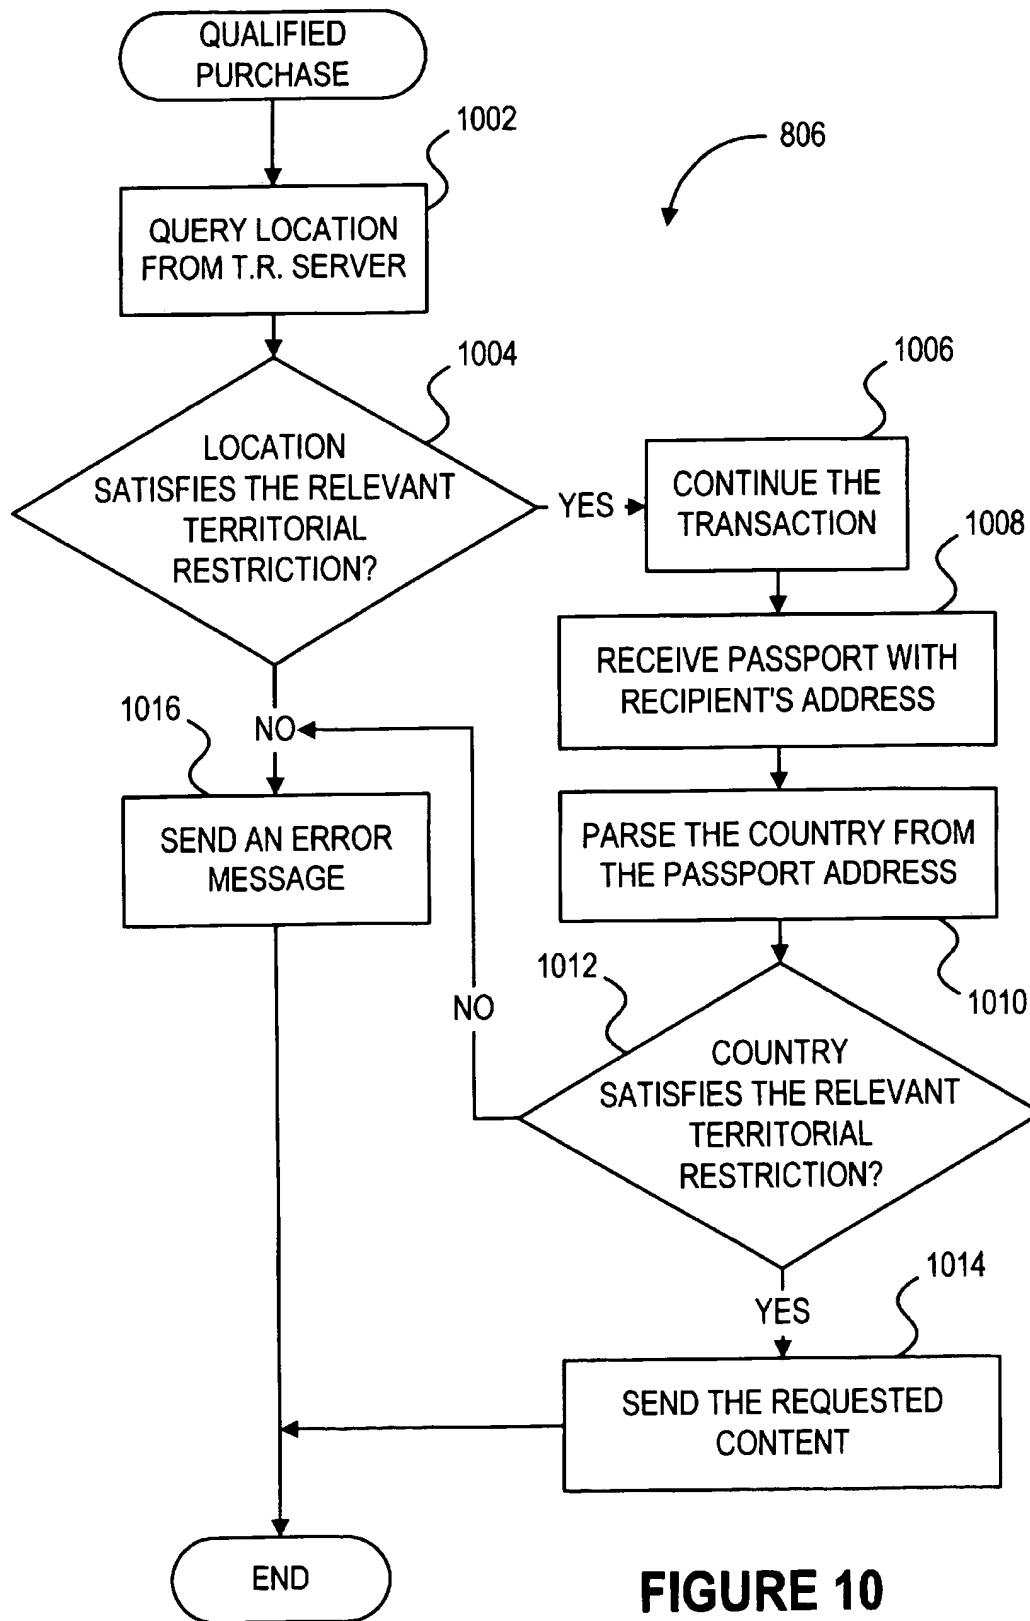 QUALIFIED
PURCHASE
1002
806
QUERY LOCATION
FROM T.R. SERVER
1004
LOCATION
SATISFIES THE RELEVANT
TERRITORIAL
RESTRICTION?
YES
1006
CONTINUE THE
TRANSACTION
1008
RECEIVE PASSPORT WITH
RECIPIENT'S ADDRESS
1016
NO
SEND AN ERROR
MESSAGE
PARSE THE COUNTRY FROM
THE PASSPORT ADDRESS
1010
1012
NO
COUNTRY
SATISFIES THE RELEVANT
TERRITORIAL
RESTRICTION?
YES
1014
SEND THE REQUESTED
CONTENT
END
FIGURE 10